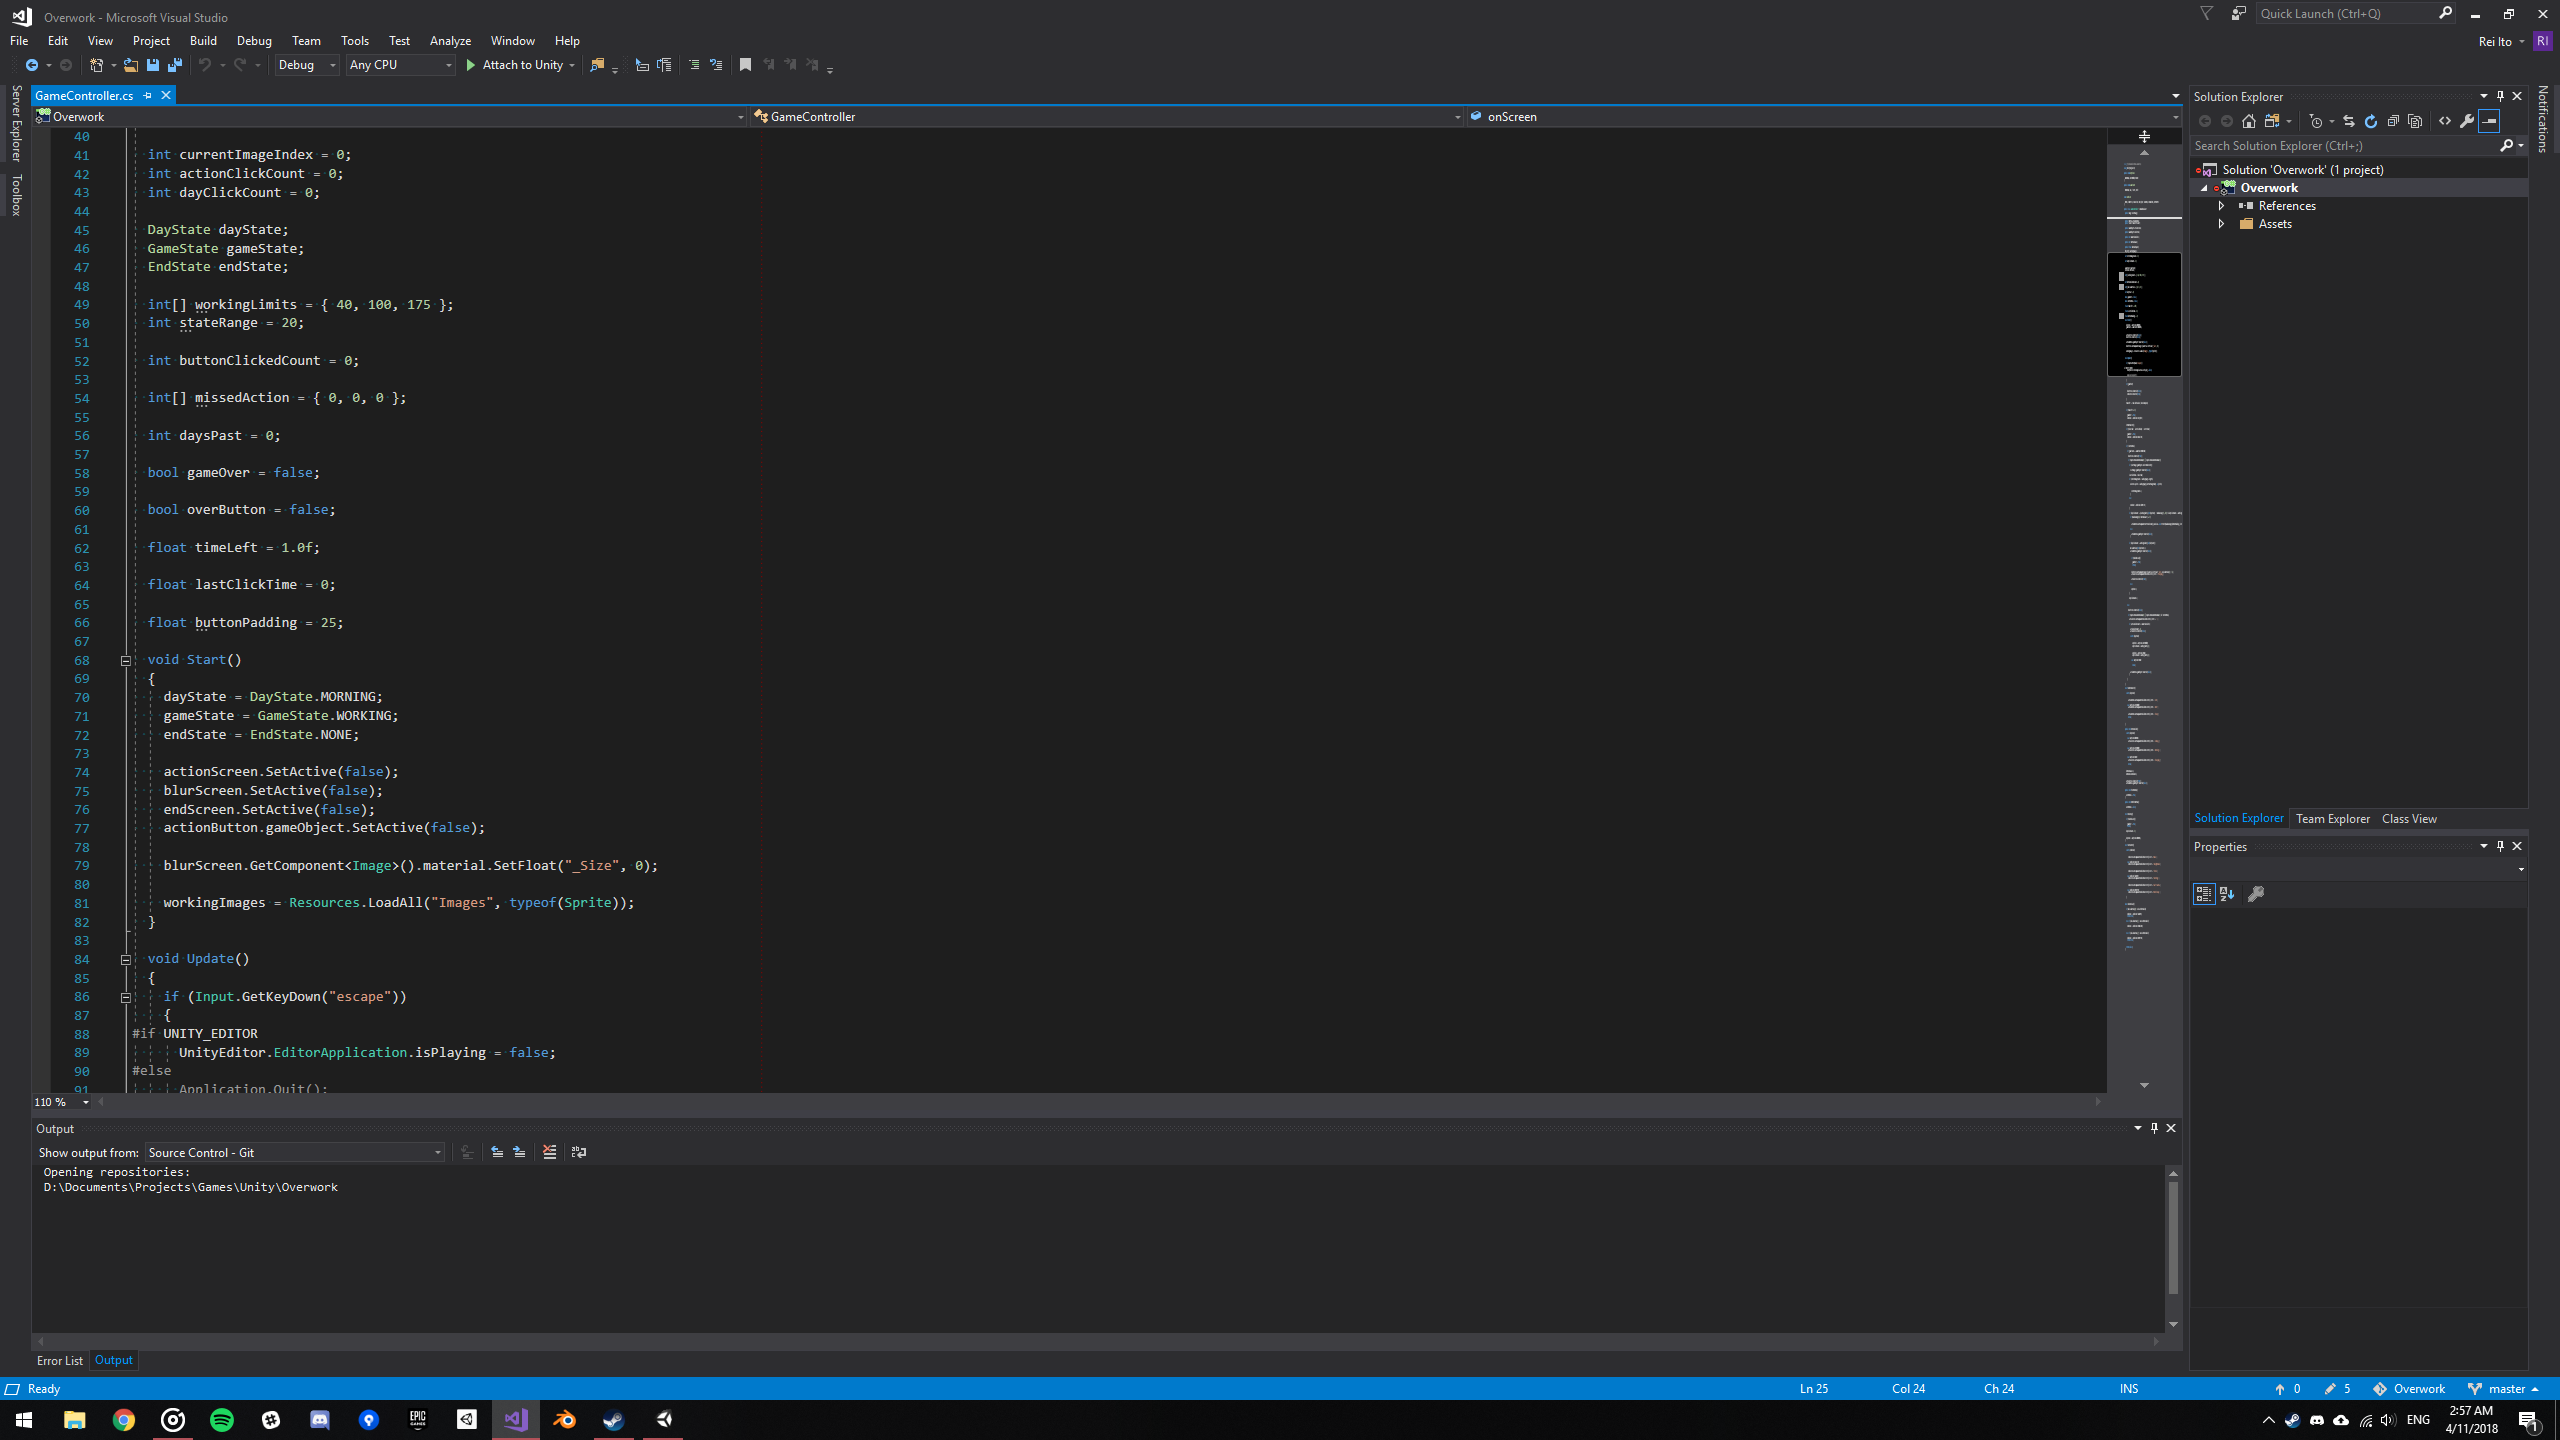 Overwork - Microsoft Visual Studio
Quick Launch (Ctrl+Q)
File Edit View Project Build Debug Team Tools Test Analyze Window Help
Rei Ito RI
Debug Any CPU Attach to Unity
Server Explorer
Toolbox
Notifications
GameController.cs
Overwork GameController onScreen
40
41 int currentImageIndex = 0;
42 int actionClickCount = 0;
43 int dayClickCount = 0;
44
45 DayState dayState;
46 GameState gameState;
47 EndState endState;
48
49 int[] workingLimits = { 40, 100, 175 };
50 int stateRange = 20;
51
52 int buttonClickedCount = 0;
53
54 int[] missedAction = { 0, 0, 0 };
55
56 int daysPast = 0;
57
58 bool gameOver = false;
59
60 bool overButton = false;
61
62 float timeLeft = 1.0f;
63
64 float lastClickTime = 0;
65
66 float buttonPadding = 25;
67
68 void Start()
69 {
70 dayState = DayState.MORNING;
71 gameState = GameState.WORKING;
72 endState = EndState.NONE;
73
74 actionScreen.SetActive(false);
75 blurScreen.SetActive(false);
76 endScreen.SetActive(false);
77 actionButton.gameObject.SetActive(false);
78
79 blurScreen.GetComponent<Image>().material.SetFloat("_Size", 0);
80
81 workingImages = Resources.LoadAll("Images", typeof(Sprite));
82 }
83
84 void Update()
85 {
86 if (Input.GetKeyDown("escape"))
87 {
88 #if UNITY_EDITOR
89 UnityEditor.EditorApplication.isPlaying = false;
90 #else
91 Application.Quit();
110 %
Solution Explorer
Search Solution Explorer (Ctrl+;)
Solution 'Overwork' (1 project)
Overwork
References
Assets
Solution Explorer Team Explorer Class View
Properties
Output
Show output from: Source Control - Git
Opening repositories:
D:\Documents\Projects\Games\Unity\Overwork
Error List Output
Ready Ln 25 Col 24 Ch 24 INS 0 5 Overwork master
EPIC GAMES
ENG
2:57 AM
4/11/2018
1